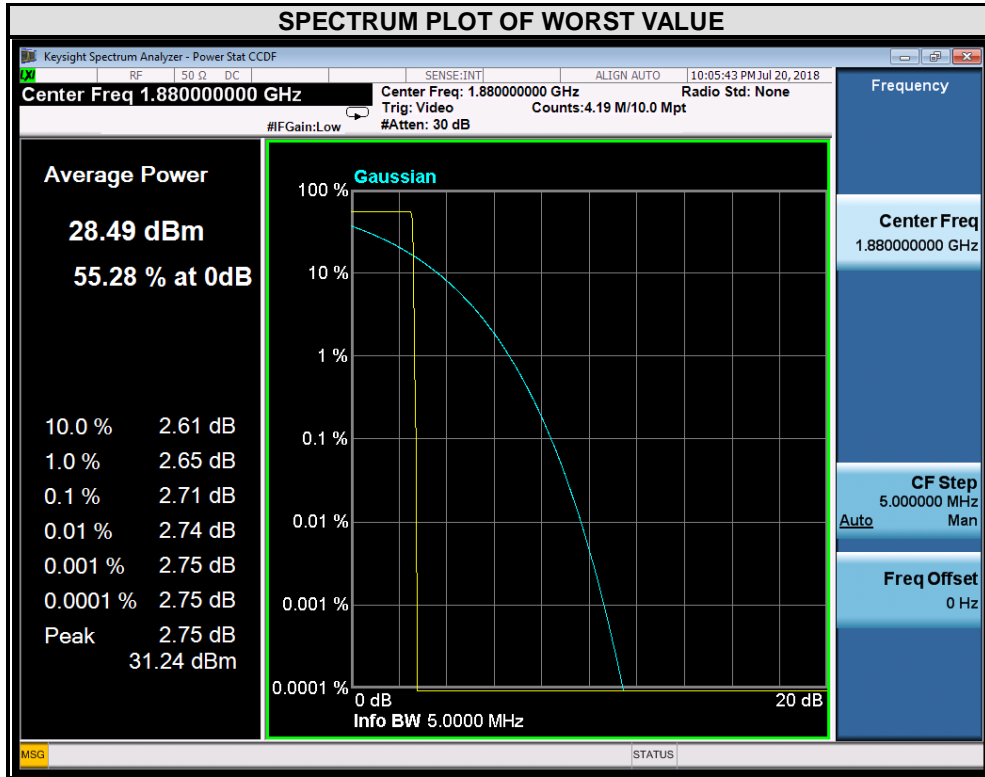 SPECTRUM PLOT OF WORST VALUE
Keysight Spectrum Analyzer - Power Stat CCDF
LXI RF 50 Ω DC SENSE:INT ALIGN AUTO 10:05:43 PM Jul 20, 2018
Center Freq 1.880000000 GHz
Center Freq: 1.880000000 GHz Radio Std: None
Trig: Video Counts:4.19 M/10.0 Mpt
#IFGain:Low #Atten: 30 dB
Frequency
Average Power
28.49 dBm
55.28 % at 0dB
10.0 % 2.61 dB
1.0 % 2.65 dB
0.1 % 2.71 dB
0.01 % 2.74 dB
0.001 % 2.75 dB
0.0001 % 2.75 dB
Peak 2.75 dB
31.24 dBm
Gaussian
100 %
10 %
1 %
0.1 %
0.01 %
0.001 %
0.0001 %
0 dB 20 dB
Info BW 5.0000 MHz
Center Freq
1.880000000 GHz
CF Step
5.000000 MHz
Auto Man
Freq Offset
0 Hz
MSG STATUS